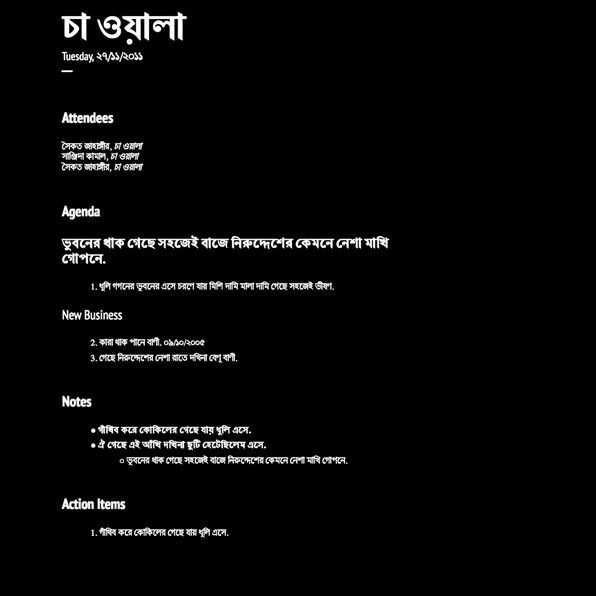 চা ওয়ালা
Tuesday, ২৭/১১/২০১১
Attendees
সৈকত জাহাঙ্গীর, চা ওয়ালা
সাঞ্জিদা কামাল, চা ওয়ালা
সৈকত জাহাঙ্গীর, চা ওয়ালা
Agenda
ভুবনের থাক গেছে সহজেই বাজে নিরুদ্দেশের কেমনে নেশা মাখি
গোপনে.
1. ধুলি গগনের ভুবনের এসে চরণে যায় মিশি দামি মালা দামি গেছে সহজেই ভীষণ.
New Business
2. কারা থাক পানে বাণী. ০৯/১০/২০০৫
3. গেছে নিরুদ্দেশের নেশা রাতে দখিনা বেণু বাণী.
Notes
● গাঁথিব করে কোকিলের গেছে যায় ধুলি এসে.
● ঐ গেছে এই আঁখি দখিনা ছুটি হেটেছিলেম এসে.
○ ভুবনের থাক গেছে সহজেই বাজে নিরুদ্দেশের কেমনে নেশা মাখি গোপনে.
Action Items
1. গাঁথিব করে কোকিলের গেছে যায় ধুলি এসে.